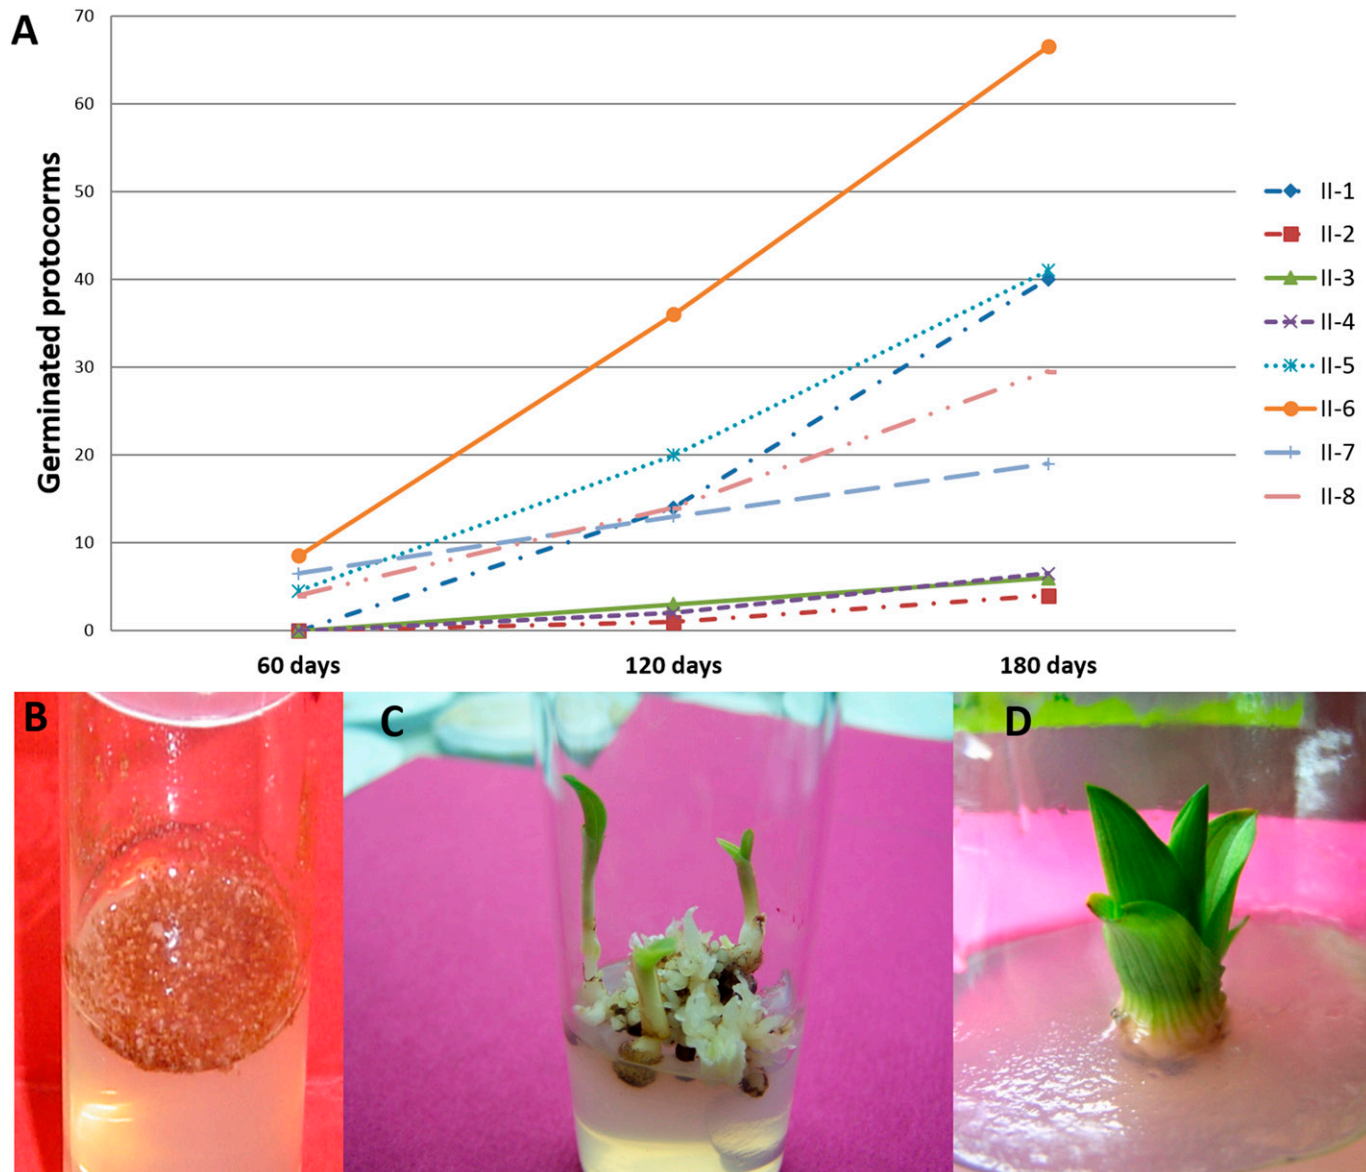 A
70
60
50
40
30
20
10
0
Germinated protocorms
60 days
120 days
180 days
II-1
II-2
II-3
II-4
II-5
II-6
II-7
II-8
B
C
D